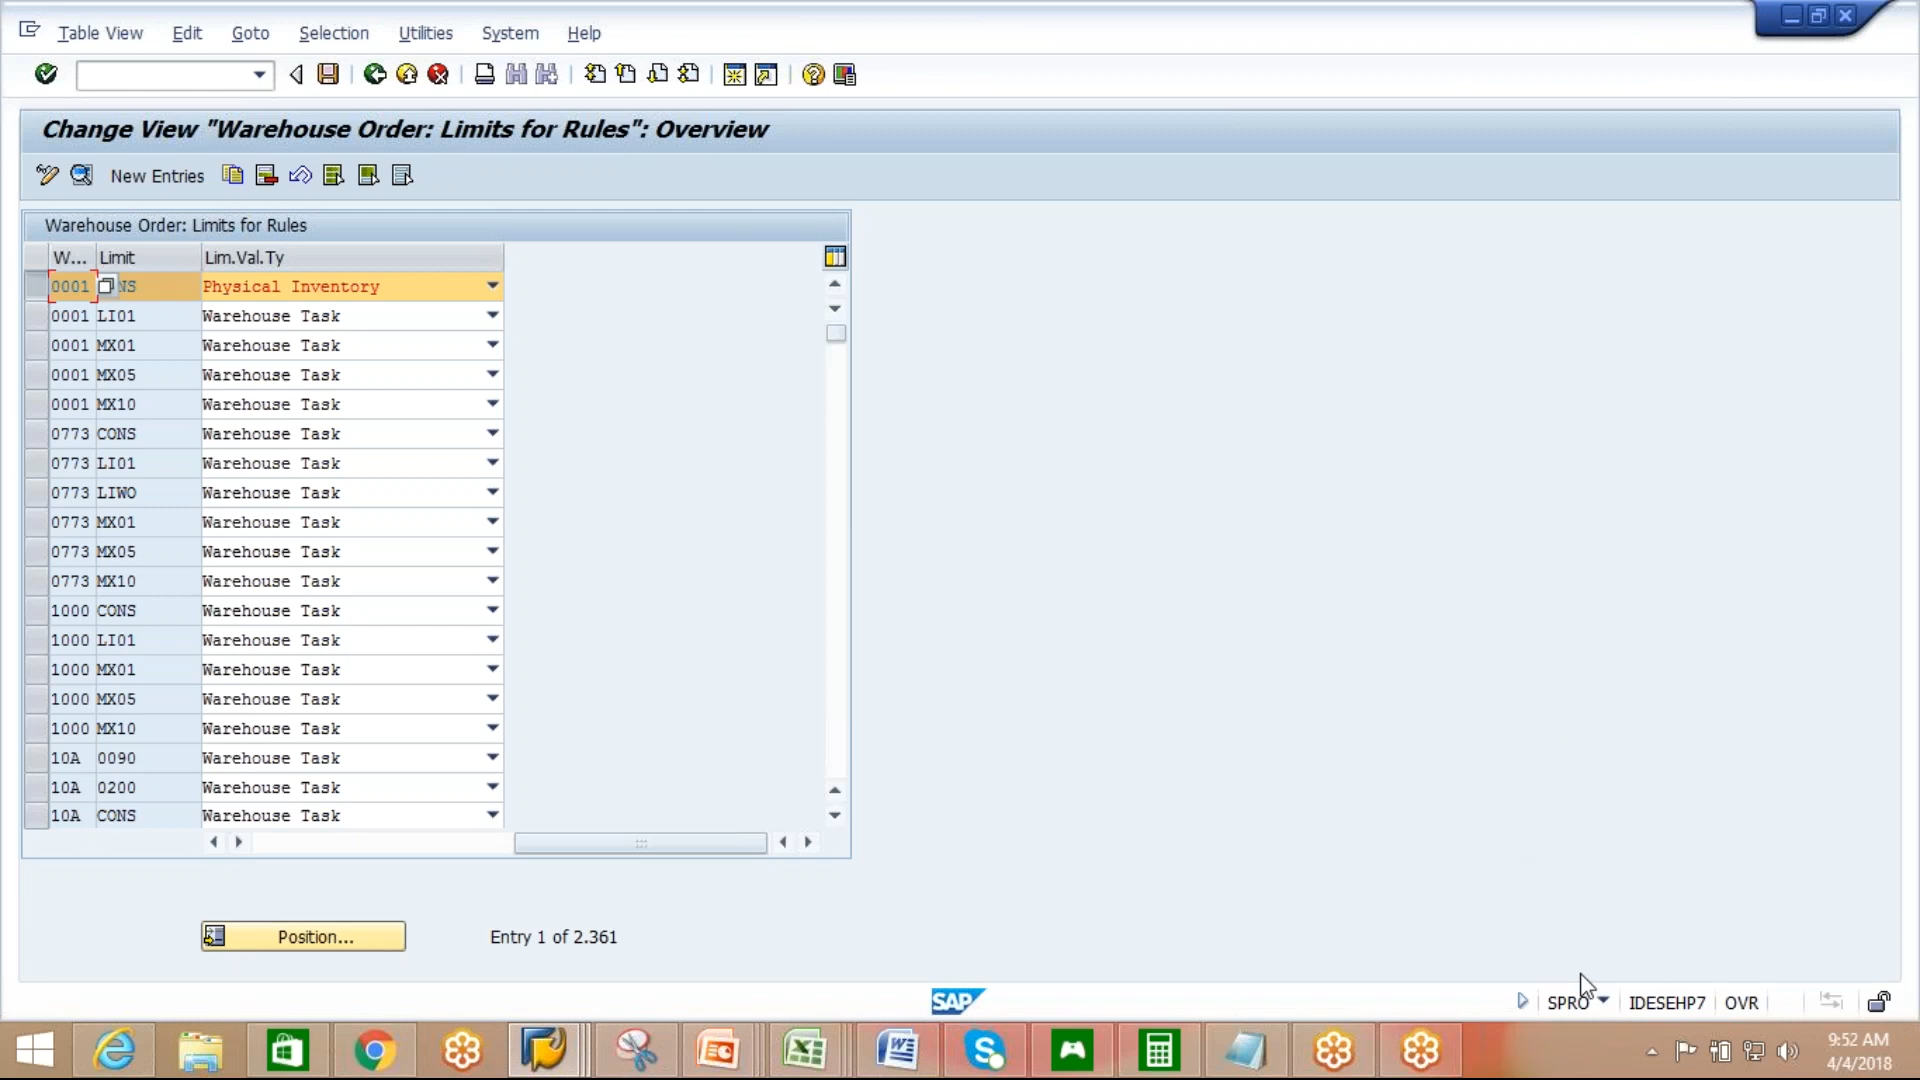 Table View Edit Goto Selection Utilities System Help
Change View "Warehouse Order: Limits for Rules": Overview
New Entries
Warehouse Order: Limits for Rules
W... Limit Lim.Val.Ty
0001 NS Physical Inventory
0001 LI01 Warehouse Task
0001 MX01 Warehouse Task
0001 MX05 Warehouse Task
0001 MX10 Warehouse Task
0773 CONS Warehouse Task
0773 LI01 Warehouse Task
0773 LIWO Warehouse Task
0773 MX01 Warehouse Task
0773 MX05 Warehouse Task
0773 MX10 Warehouse Task
1000 CONS Warehouse Task
1000 LI01 Warehouse Task
1000 MX01 Warehouse Task
1000 MX05 Warehouse Task
1000 MX10 Warehouse Task
10A 0090 Warehouse Task
10A 0200 Warehouse Task
10A CONS Warehouse Task
Position... Entry 1 of 2.361
SAP SPRO IDESEHP7 OVR
9:52 AM
4/4/2018